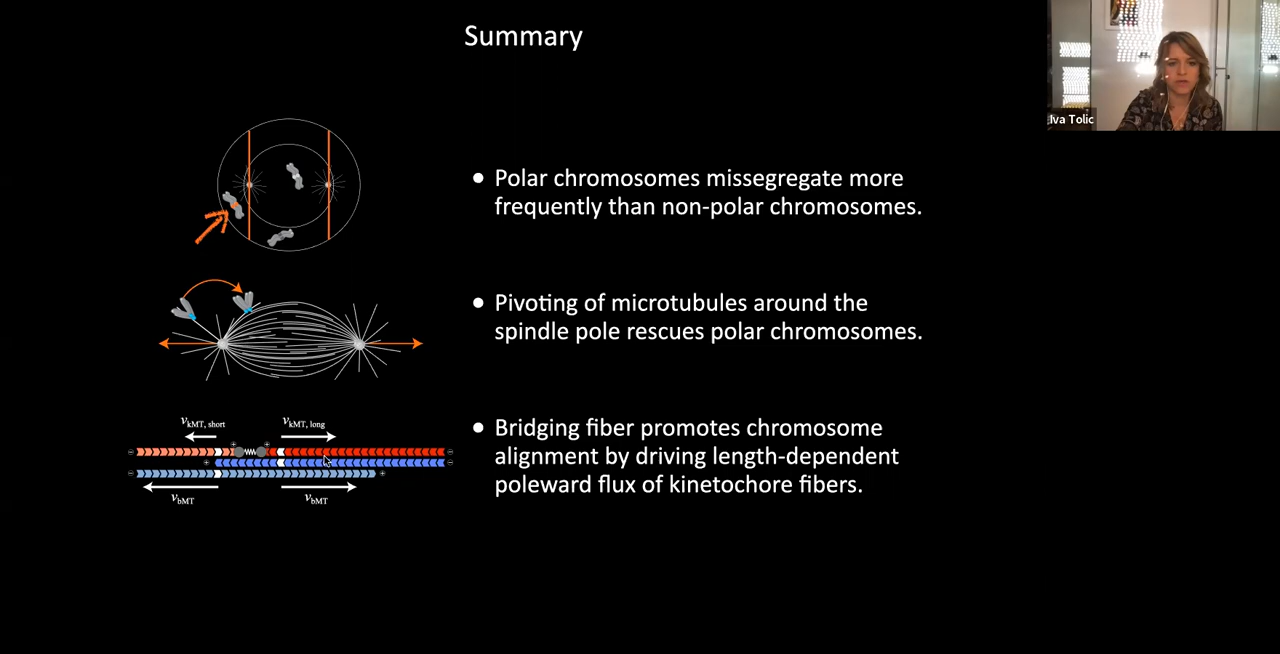 Summary
Iva Tolic
Polar chromosomes missegregate more
frequently than non-polar chromosomes.
Pivoting of microtubules around the
spindle pole rescues polar chromosomes.
vkMT, short
vkMT, long
+
+
−
−
+
−
−
+
vbMT
vbMT
Bridging fiber promotes chromosome
alignment by driving length-dependent
poleward flux of kinetochore fibers.